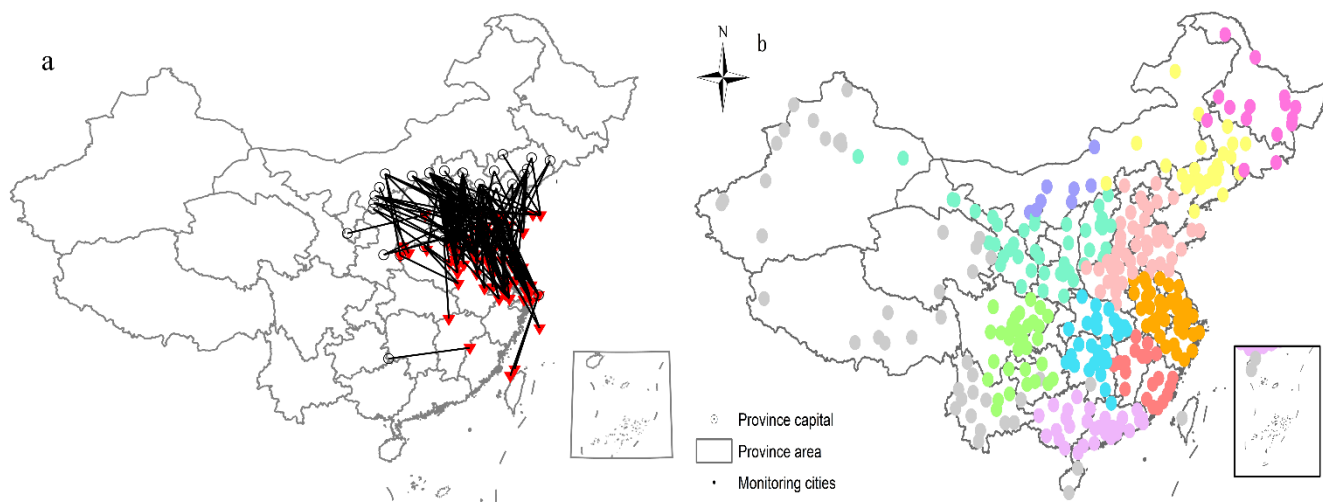 a
N
b
Province capital
Province area
Monitoring cities